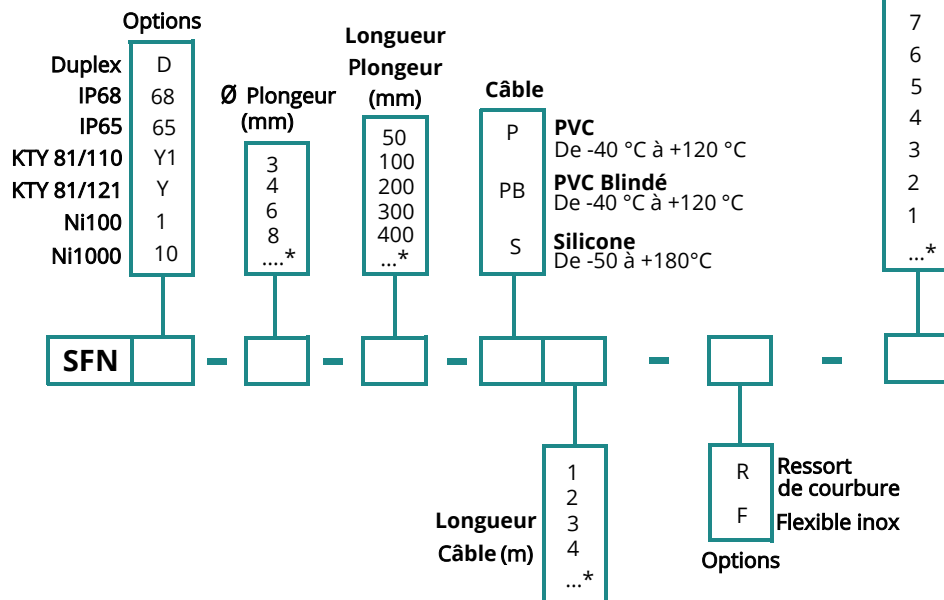 Options
Duplex D
IP68 68
IP65 65
KTY 81/110 Y1
KTY 81/121 Y
Ni100 1
Ni1000 10
Ø Plongeur
(mm)
3
4
6
8
....*
Longueur
Plongeur
(mm)
50
100
200
300
400
...*
Câble
P PVC
De -40 °C à +120 °C
PB PVC Blindé
De -40 °C à +120 °C
S Silicone
De -50 à +180°C
7
6
5
4
3
2
1
...*
SFN
Longueur
Câble (m)
1
2
3
4
...*
R Ressort
de courbure
F Flexible inox
Options